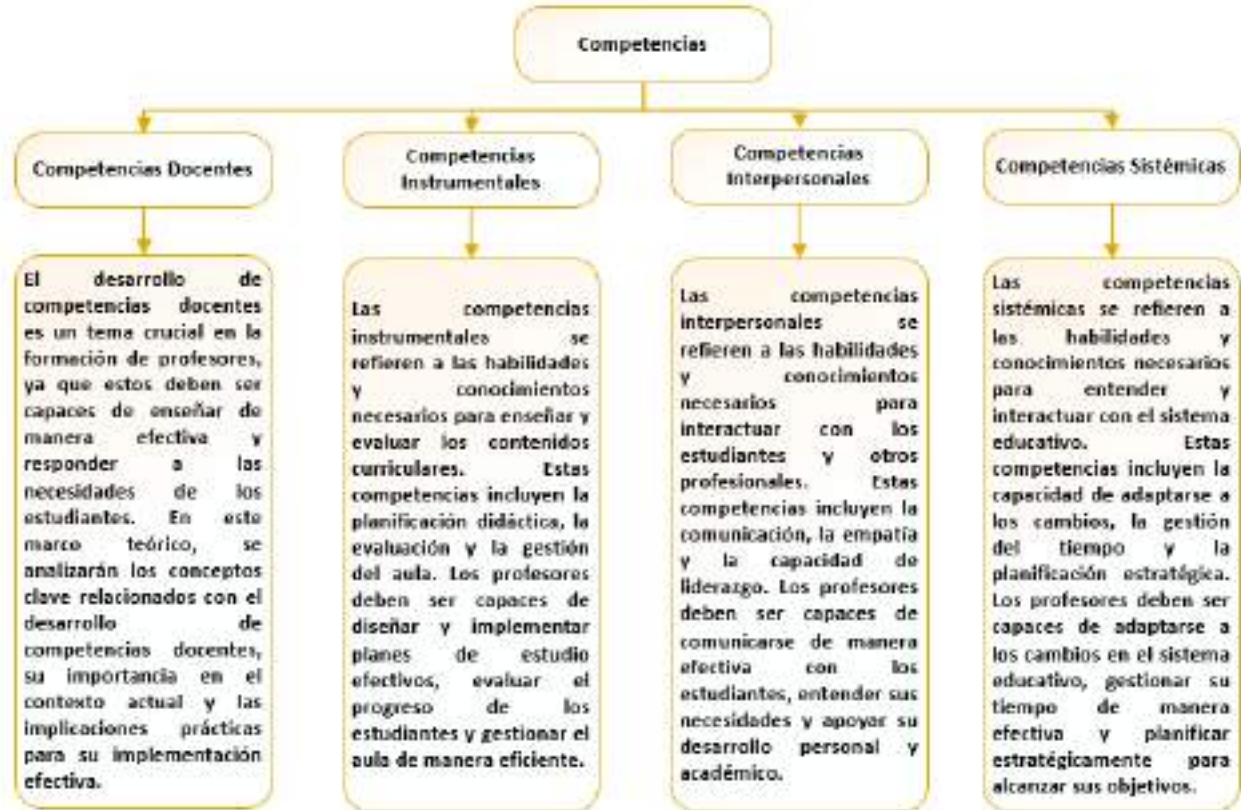 Competencias
Competencias Docentes
El desarrollo de
competencias docentes
es un tema crucial en la
formación de profesores,
ya que estos deben ser
capaces de enseñar de
manera efectiva y
responder a las
necesidades de los
estudiantes. En este
marco teórico, se
analizarán los conceptos
clave relacionados con el
desarrollo de
competencias docentes,
su importancia en el
contexto actual y las
implicaciones prácticas
para su implementación
efectiva.
Competencias
Instrumentales
Las competencias
instrumentales se
refieren a las habilidades
y conocimientos
necesarios para enseñar y
evaluar los contenidos
curriculares. Estas
competencias incluyen la
planificación didáctica, la
evaluación y la gestión
del aula. Los profesores
deben ser capaces de
diseñar y implementar
planes de estudio
efectivos, evaluar el
progreso de los
estudiantes y gestionar el
aula de manera eficiente.
Competencias
Interpersonales
Las competencias
interpersonales se
refieren a las habilidades
y conocimientos
necesarios para
interactuar con los
estudiantes y otros
profesionales. Estas
competencias incluyen la
comunicación, la empatía
y la capacidad de
liderazgo. Los profesores
deben ser capaces de
comunicarse de manera
efectiva con los
estudiantes, entender sus
necesidades y apoyar su
desarrollo personal y
académico.
Competencias Sistémicas
Las competencias
sistémicas se refieren a
las habilidades y
conocimientos necesarios
para entender y
interactuar con el sistema
educativo. Estas
competencias incluyen la
capacidad de adaptarse a
los cambios, la gestión
del tiempo y la
planificación estratégica.
Los profesores deben ser
capaces de adaptarse a
los cambios en el sistema
educativo, gestionar su
tiempo de manera
efectiva y planificar
estratégicamente para
alcanzar sus objetivos.